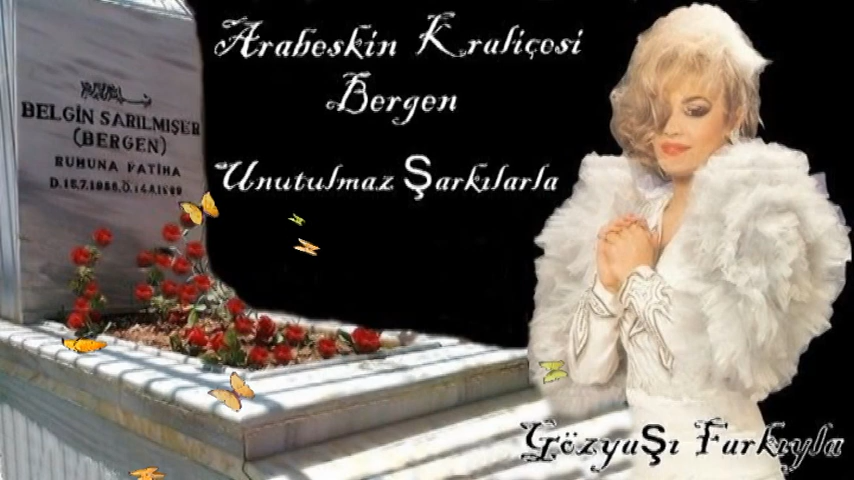 Arabeskin Kraliçesi
Bergen
Unutulmaz Şarkılarla
BELGİN SARILMIŞER
(BERGEN)
RUHUNA FATİHA
Gözyaşı Farkıyla